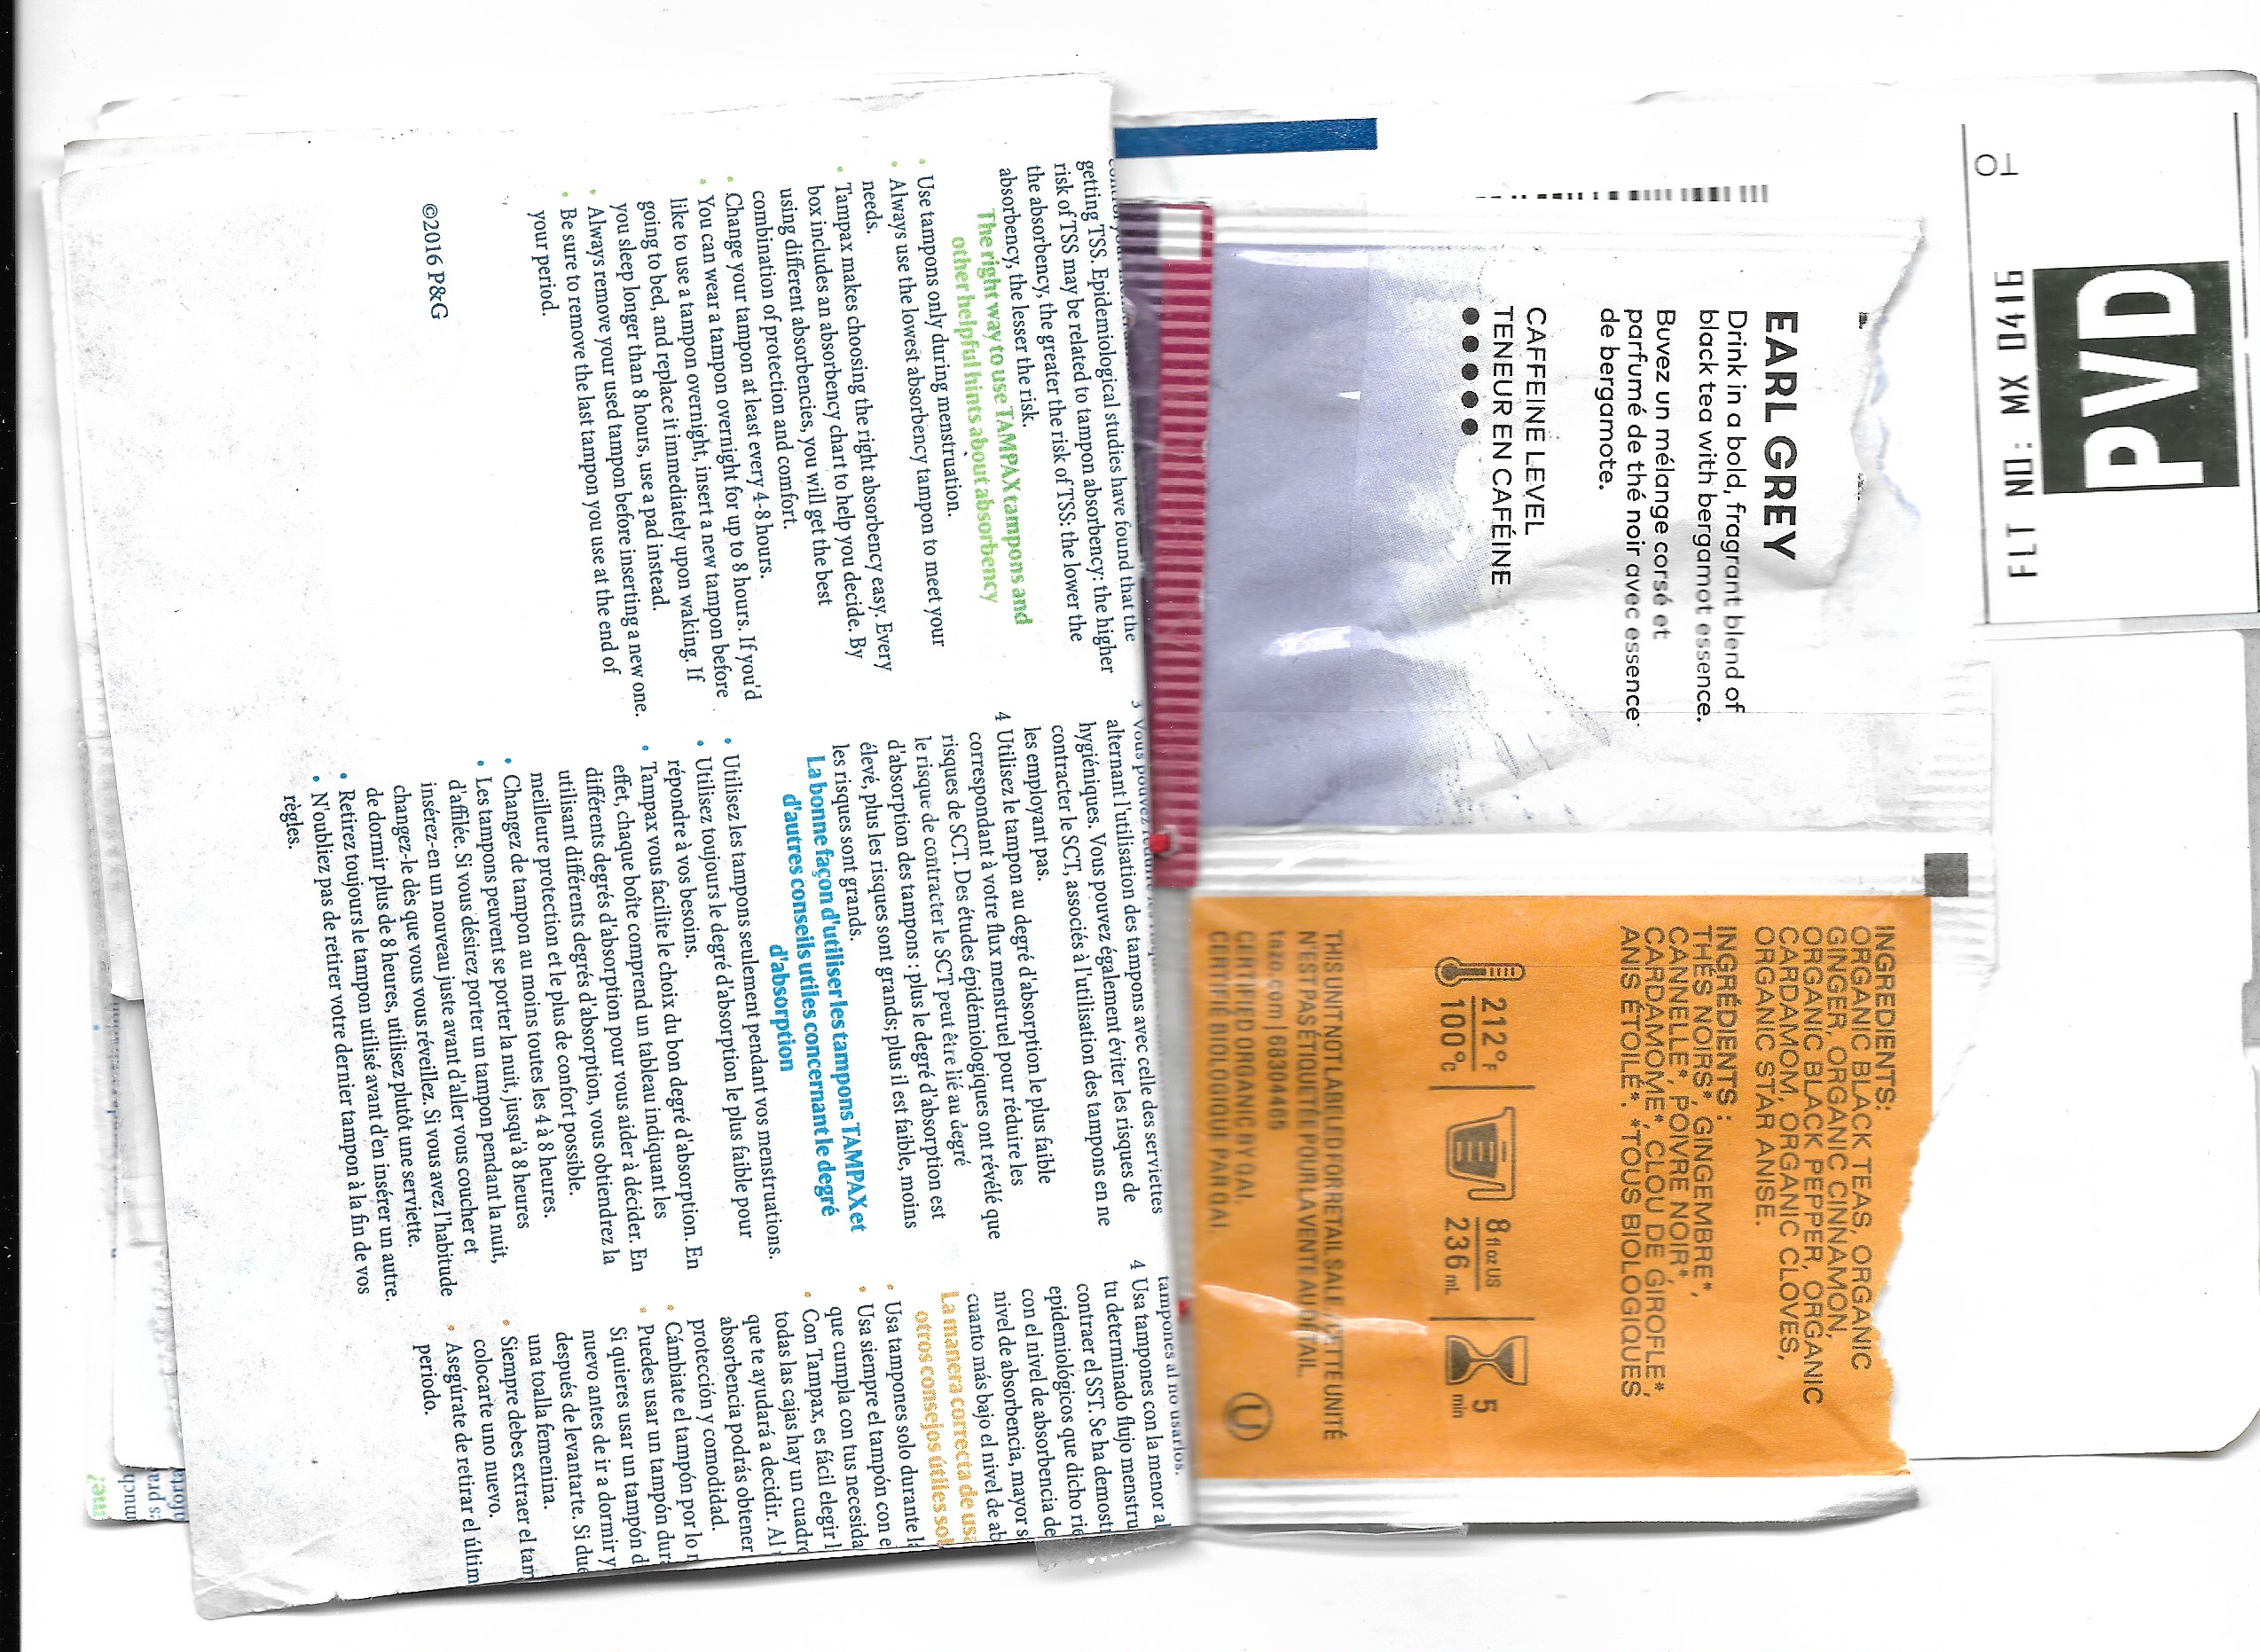 getting TSS. Epidemiological studies have found that the
risk of TSS may be related to tampon absorbency: the higher
the absorbency, the greater the risk of TSS: the lower the
absorbency, the lesser the risk.
The right way to use TAMPAX tampons and
other helpful hints about absorbency
• Use tampons only during menstruation.
• Always use the lowest absorbency tampon to meet your
needs.
• Tampax makes choosing the right absorbency easy. Every
box includes an absorbency chart to help you decide. By
using different absorbencies, you will get the best
combination of protection and comfort.
• Change your tampon at least every 4-8 hours.
• You can wear a tampon overnight for up to 8 hours. If you'd
like to use a tampon overnight, insert a new tampon before
going to bed, and replace it immediately upon waking. If
you sleep longer than 8 hours, use a pad instead.
• Always remove your used tampon before inserting a new one.
• Be sure to remove the last tampon you use at the end of
your period.
©2016 P&G
3 Vous pouvez
alternant l'utilisation des tampons avec celle des serviettes
hygiéniques. Vous pouvez également éviter les risques de
contracter le SCT, associés à l'utilisation des tampons en ne
les employant pas.
4 Utilisez le tampon au degré d'absorption le plus faible
correspondant à votre flux menstruel pour réduire les
risques de SCT. Des études épidémiologiques ont révélé que
le risque de contracter le SCT peut être lié au degré
d'absorption des tampons : plus le degré d'absorption est
élevé, plus les risques sont grands; plus il est faible, moins
les risques sont grands.
La bonne façon d'utiliser les tampons TAMPAX et
d'autres conseils utiles concernant le degré
d'absorption
• Utilisez les tampons seulement pendant vos menstruations.
• Utilisez toujours le degré d'absorption le plus faible pour
répondre à vos besoins.
• Tampax vous facilite le choix du bon degré d'absorption. En
effet, chaque boîte comprend un tableau indiquant les
différents degrés d'absorption pour vous aider à décider. En
utilisant différents degrés d'absorption, vous obtiendrez la
meilleure protection et le plus de confort possible.
• Changez de tampon au moins toutes les 4 à 8 heures.
• Les tampons peuvent se porter la nuit, jusqu'à 8 heures
d'affilée. Si vous désirez porter un tampon pendant la nuit,
insérez-en un nouveau juste avant d'aller vous coucher et
changez-le dès que vous vous réveillez. Si vous avez l'habitude
de dormir plus de 8 heures, utilisez plutôt une serviette.
• Retirez toujours le tampon utilisé avant d'en insérer un autre.
• N'oubliez pas de retirer votre dernier tampon à la fin de vos
règles.
tampones al no usarlos.
4 Usa tampones con la menor al
tu determinado flujo menstru
contraer el SST. Se ha demostr
epidemiológicos que dicho rie
con el nivel de absorbencia de
nivel de absorbencia, mayor s
cuanto más bajo el nivel de ab
La manera correcta de usa
otros consejos útiles sob
• Usa tampones solo durante la
• Usa siempre el tampón con e
que cumpla con tus necesida
• Con Tampax, es fácil elegir l
todas las cajas hay un cuadro
que te ayudará a decidir. Al
absorbencia podrás obtener
protección y comodidad.
• Cámbiate el tampón por lo
• Puedes usar un tampón dura
Si quieres usar un tampón d
nuevo antes de ir a dormir y
después de levantarte. Si due
una toalla femenina.
• Siempre debes extraer el tam
colocarte uno nuevo.
• Asegúrate de retirar el últim
periodo.
EARL GREY
Drink in a bold, fragrant blend of
black tea with bergamot essence.
Buvez un mélange corsé et
parfumé de thé noir avec essence
de bergamote.
CAFFEINE LEVEL
TENEUR EN CAFÉINE
INGREDIENTS:
ORGANIC BLACK TEAS, ORGANIC
GINGER, ORGANIC CINNAMON,
ORGANIC BLACK PEPPER, ORGANIC
CARDAMOM, ORGANIC CLOVES,
ORGANIC STAR ANISE.
INGRÉDIENTS :
THÉS NOIRS*, GINGEMBRE*,
CANNELLE*, POIVRE NOIR*,
CARDAMOME*, CLOU DE GIROFLE*,
ANIS ÉTOILÉ*. *TOUS BIOLOGIQUES
212°F
100°C
8 fl oz US
236 mL
5
min
THIS UNIT NOT LABELED FOR RETAIL SALE. / CETTE UNITÉ
N'EST PAS ÉTIQUETÉE POUR LA VENTE AU DÉTAIL.
tazo.com | 68304495
CERTIFIED ORGANIC BY QAI.
CERTIFIÉ BIOLOGIQUE PAR QAI.
U
TO
PVD
FLT NO: MX 0416